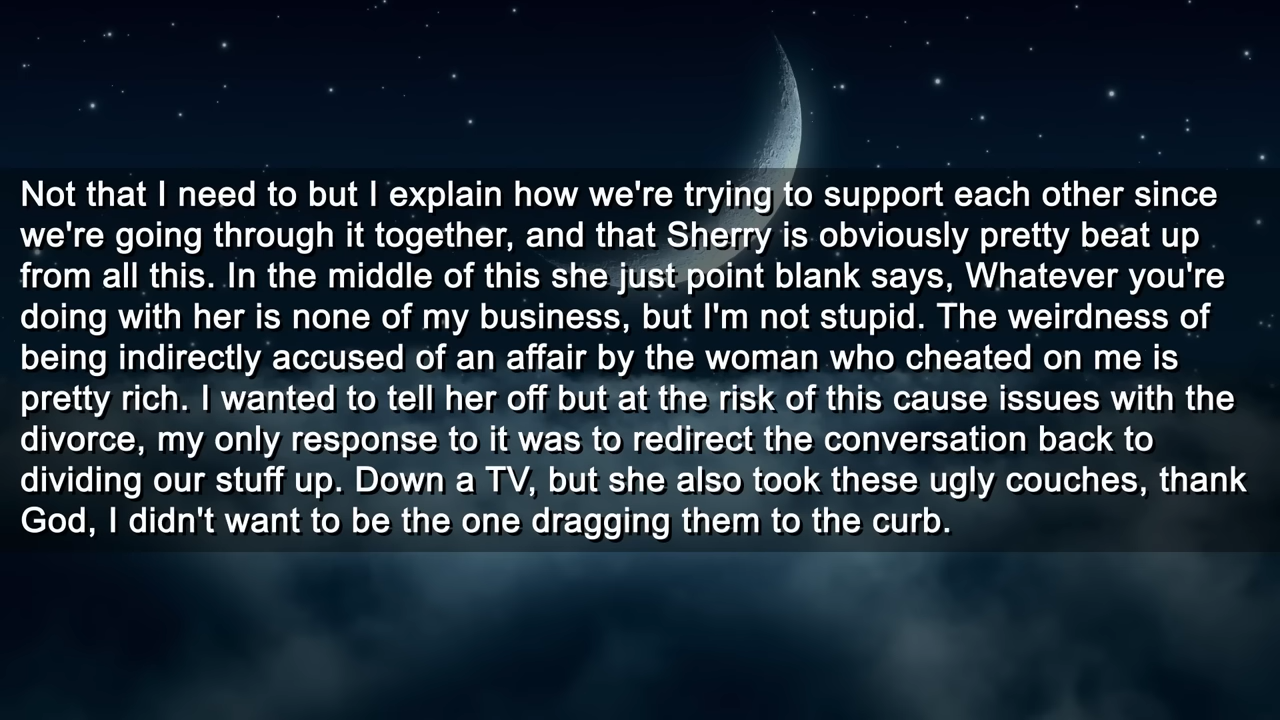 Not that I need to but I explain how we're trying to support each other since
we're going through it together, and that Sherry is obviously pretty beat up
from all this. In the middle of this she just point blank says, Whatever you're
doing with her is none of my business, but I'm not stupid. The weirdness of
being indirectly accused of an affair by the woman who cheated on me is
pretty rich. I wanted to tell her off but at the risk of this cause issues with the
divorce, my only response to it was to redirect the conversation back to
dividing our stuff up. Down a TV, but she also took these ugly couches, thank
God, I didn't want to be the one dragging them to the curb.